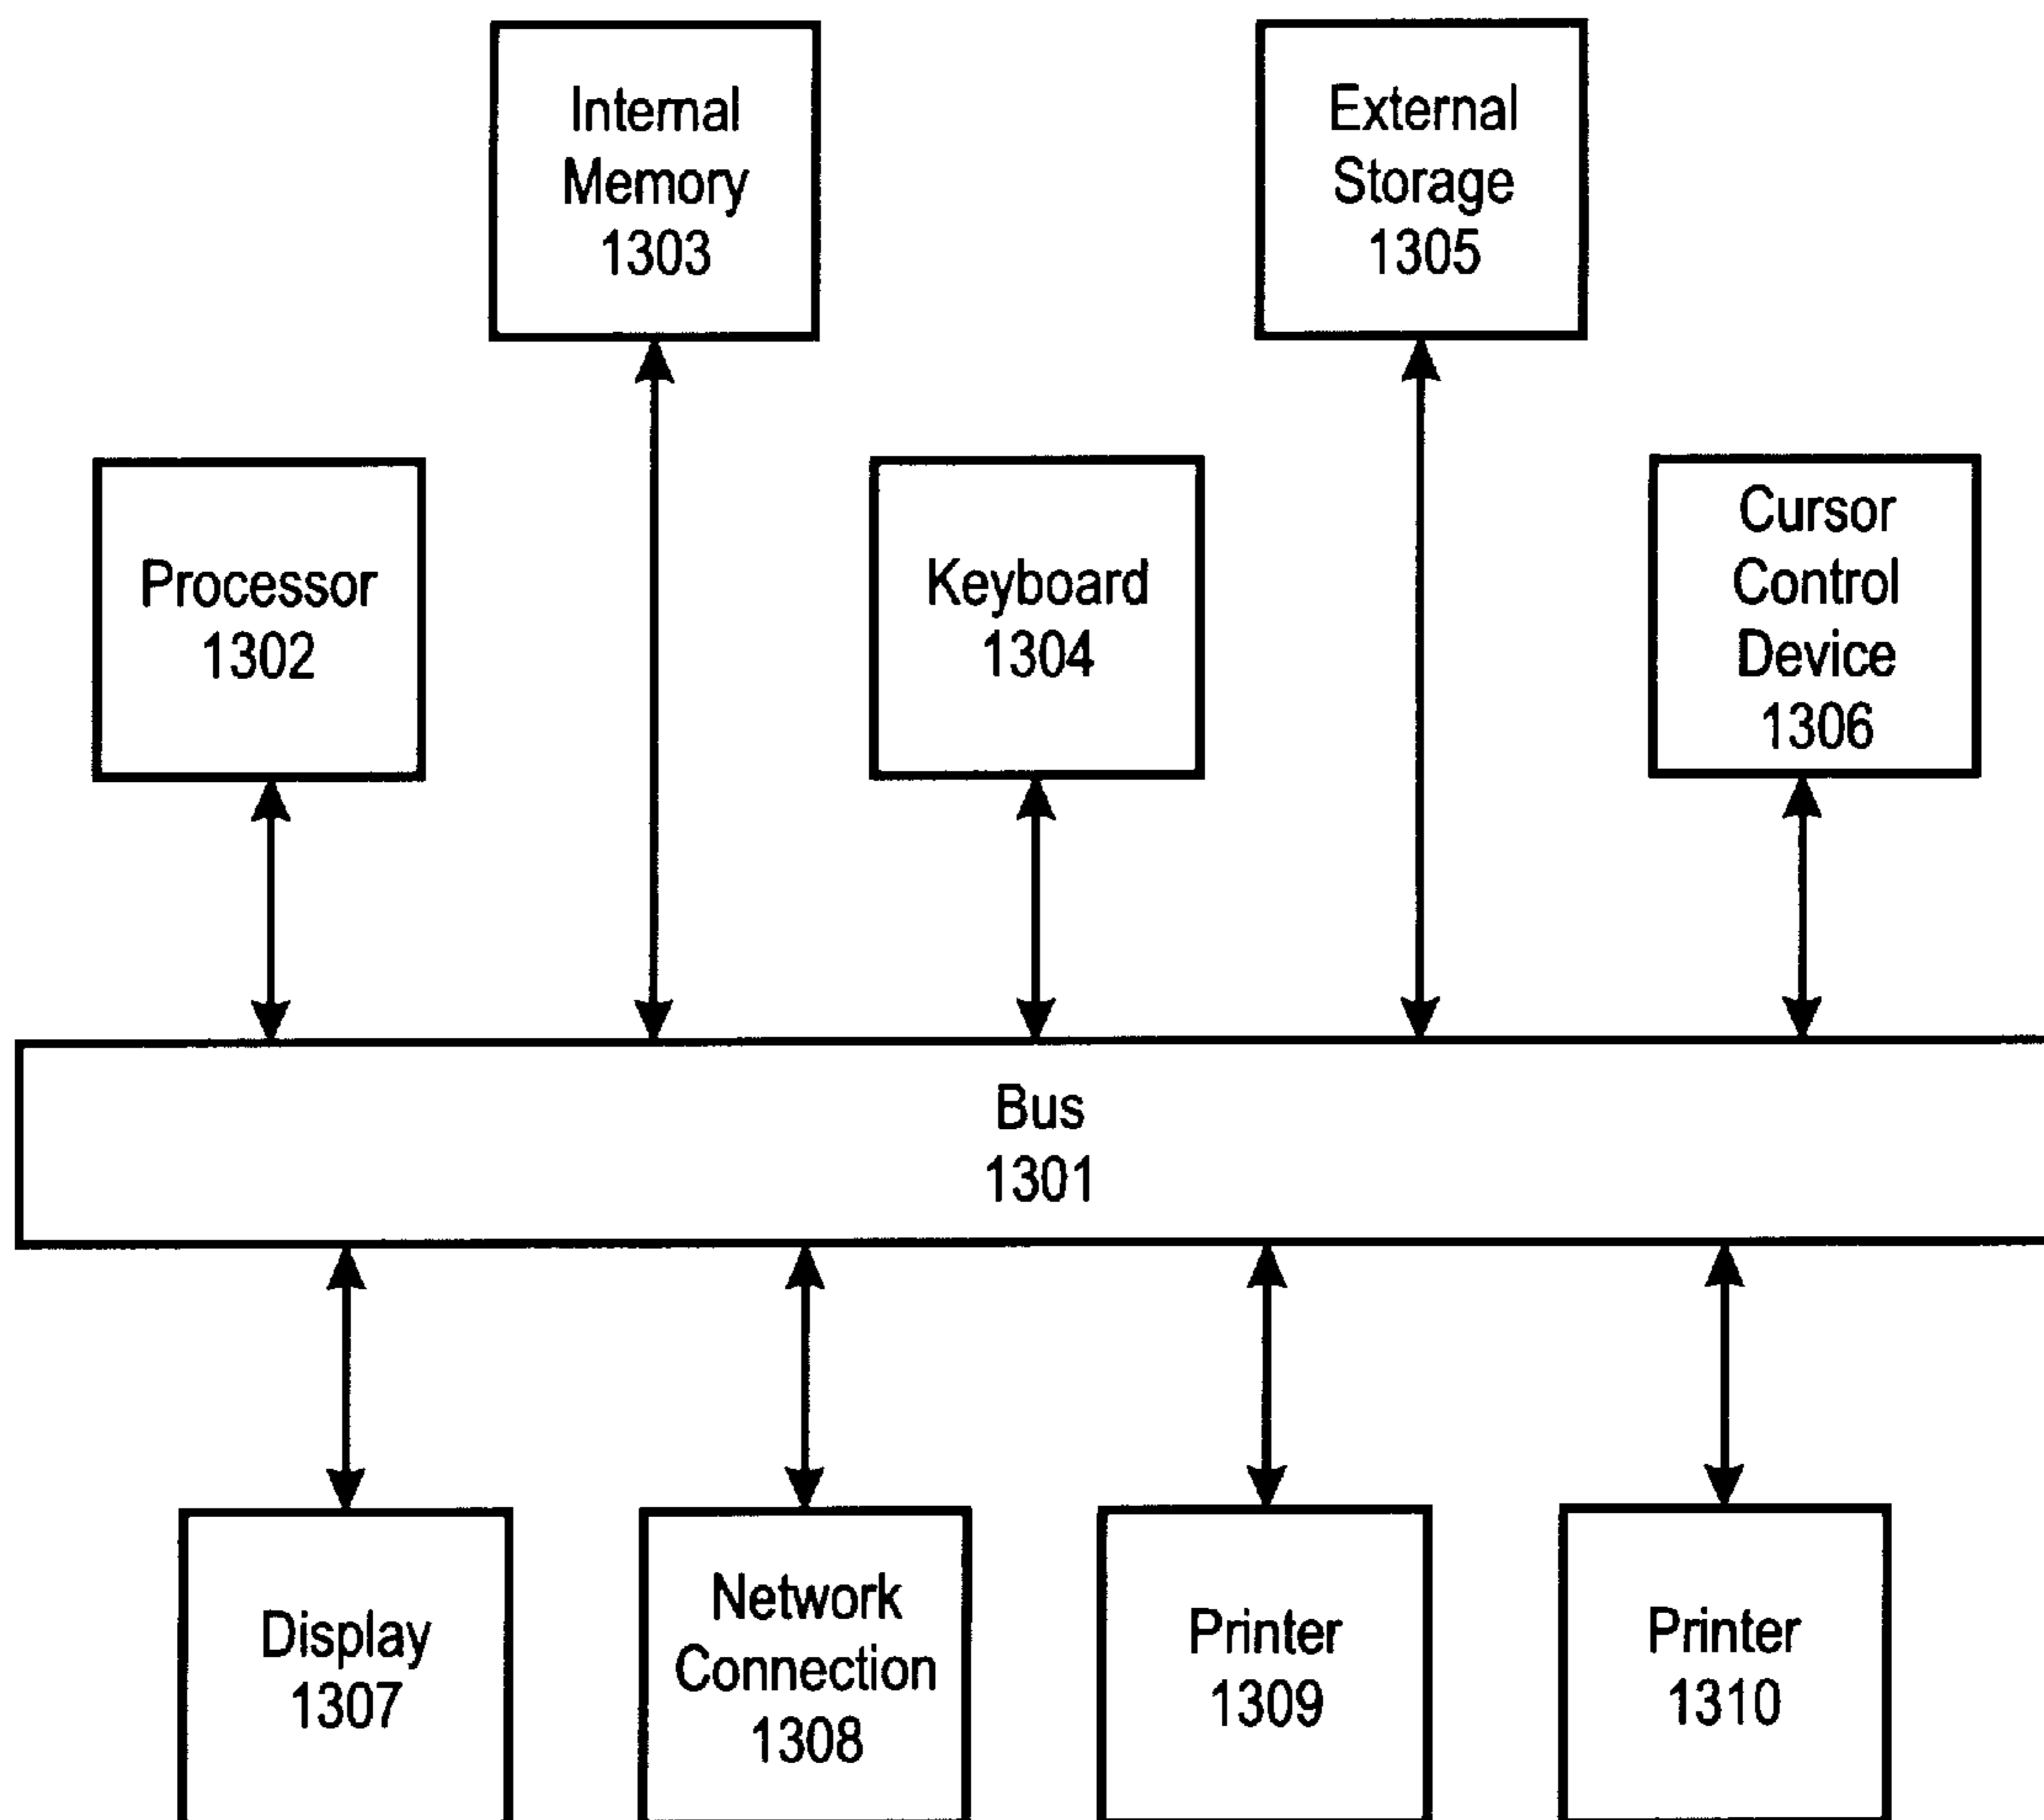 Internal
Memory
1303
External
Storage
1305
Processor
1302
Keyboard
1304
Cursor
Control
Device
1306
Bus
1301
Display
1307
Network
Connection
1308
Printer
1309
Printer
1310